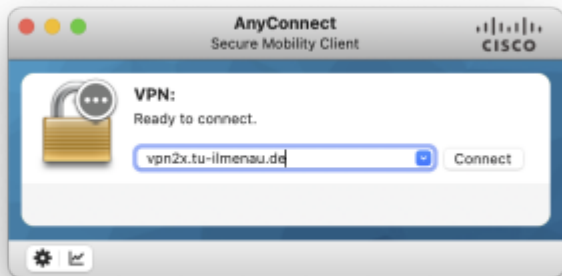 AnyConnect
Secure Mobility Client
CISCO
VPN:
Ready to connect.
vpn2x.tu-ilmenau.de
Connect